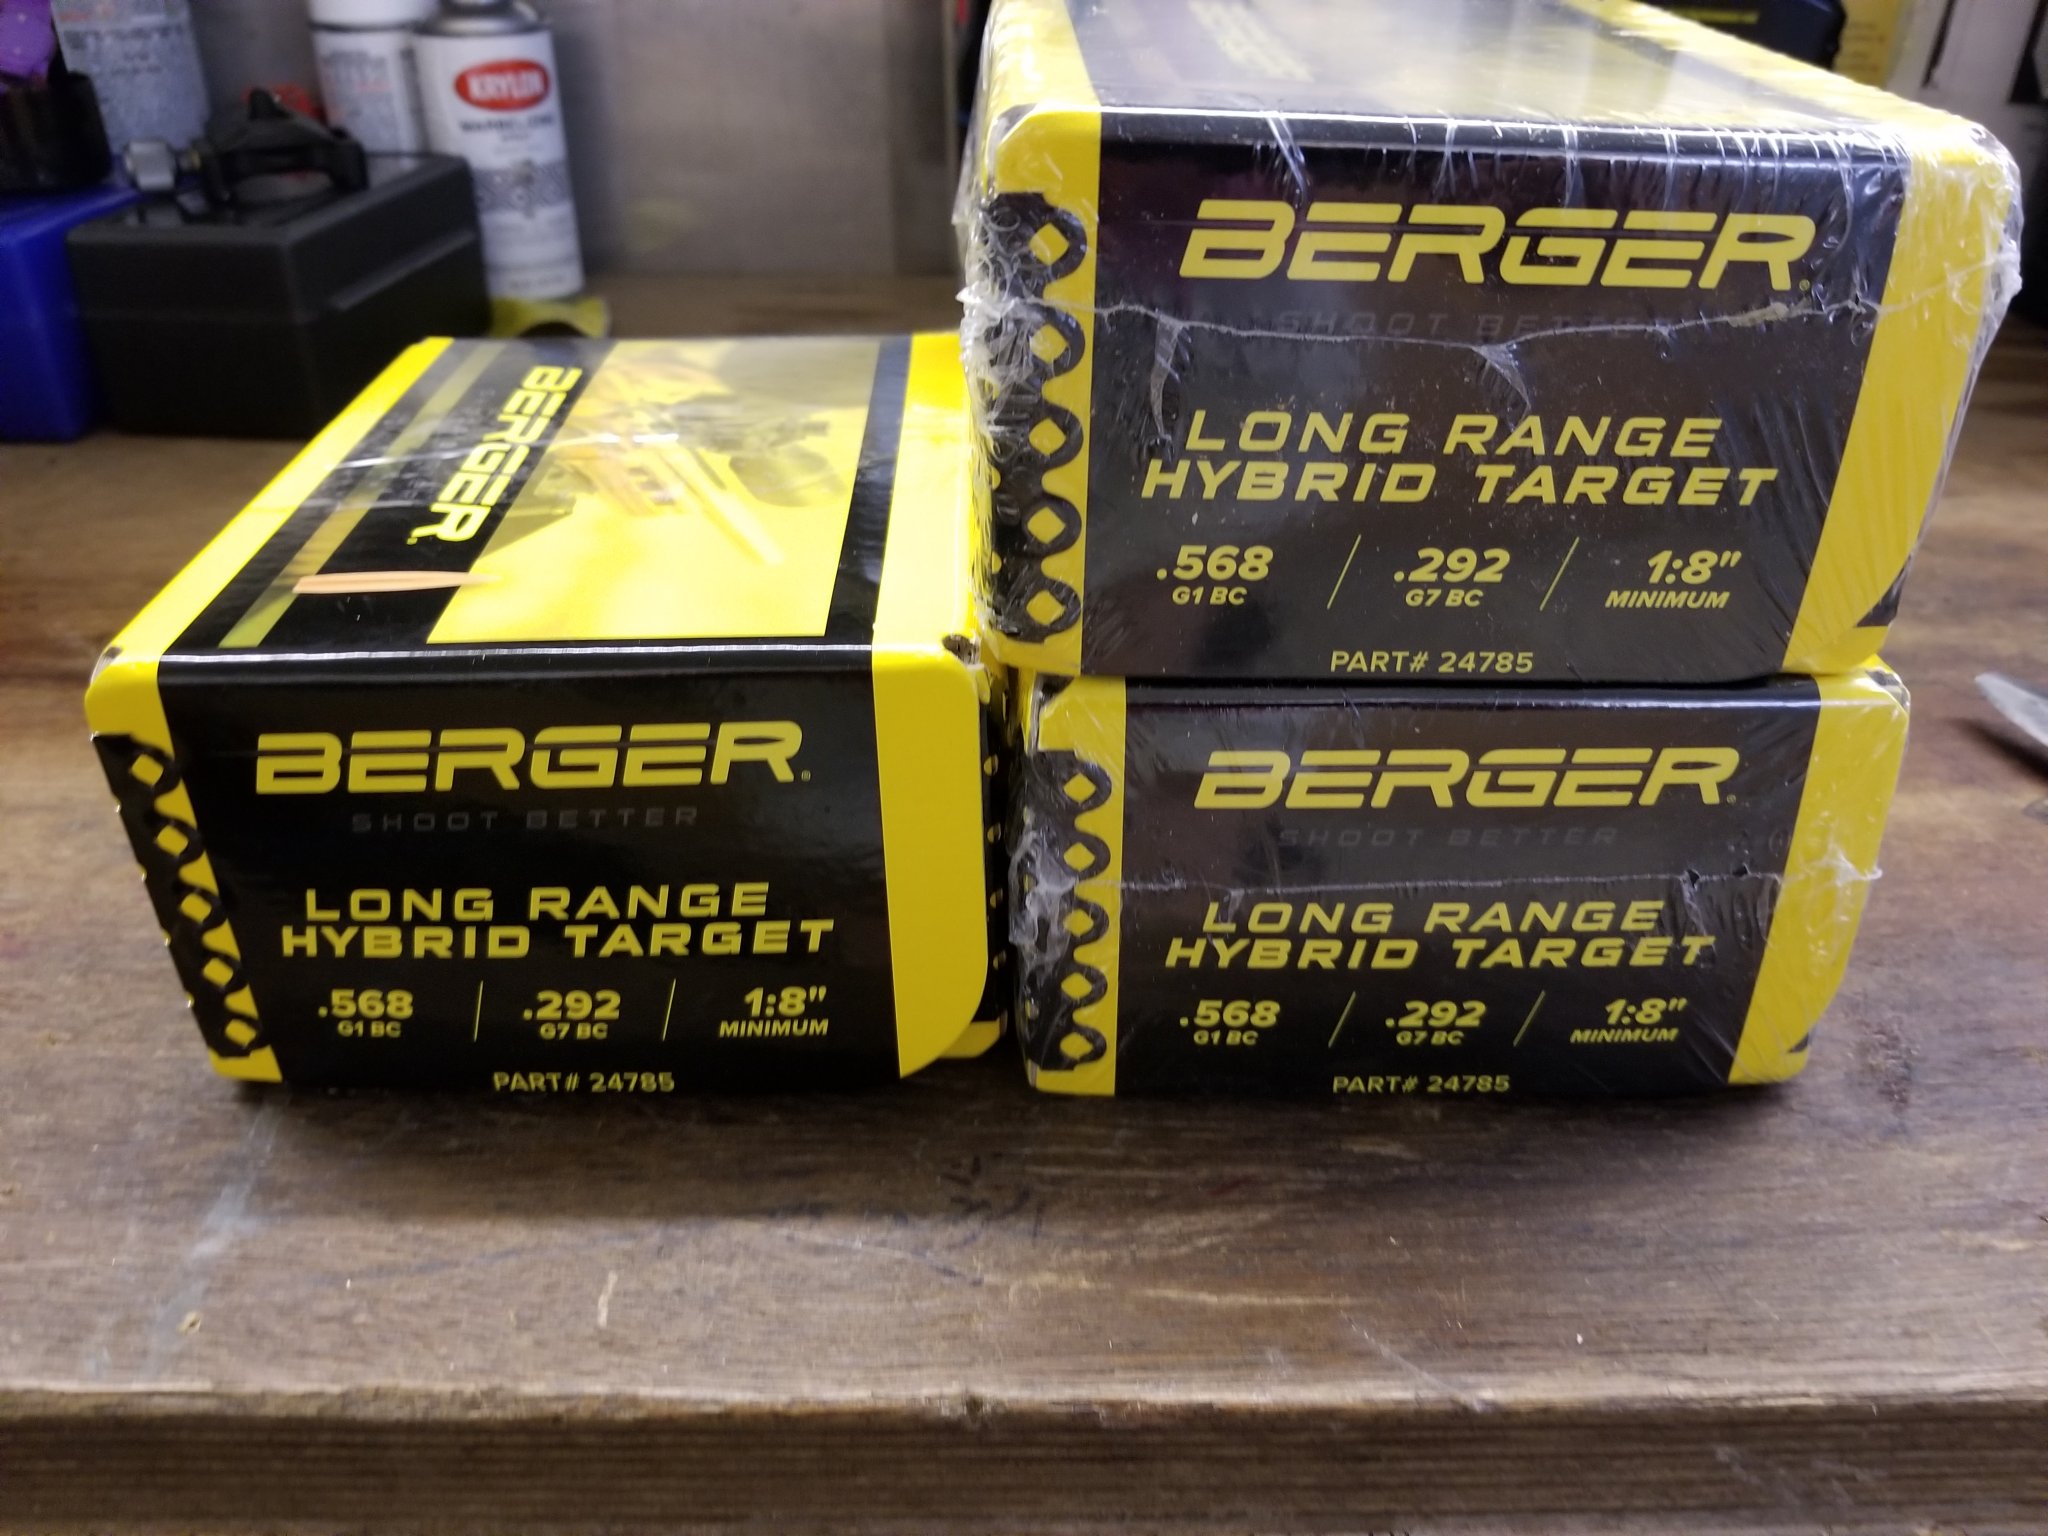 KRYLON
BERGER
SHOOT BETTER
LONG RANGE
HYBRID TARGET
.568 / .292 / 1:8"
G1 BC G7 BC MINIMUM
PART# 24785
BERGER.
BERGER.
SHOOT BETTER
LONG RANGE
HYBRID TARGET
.568 / .292 / 1:8"
G1 BC G7 BC MINIMUM
PART# 24785
BERGER
SHOOT BETTER
LONG RANGE
HYBRID TARGET
.568 / .292 / 1:8"
G1 BC G7 BC MINIMUM
PART# 24785